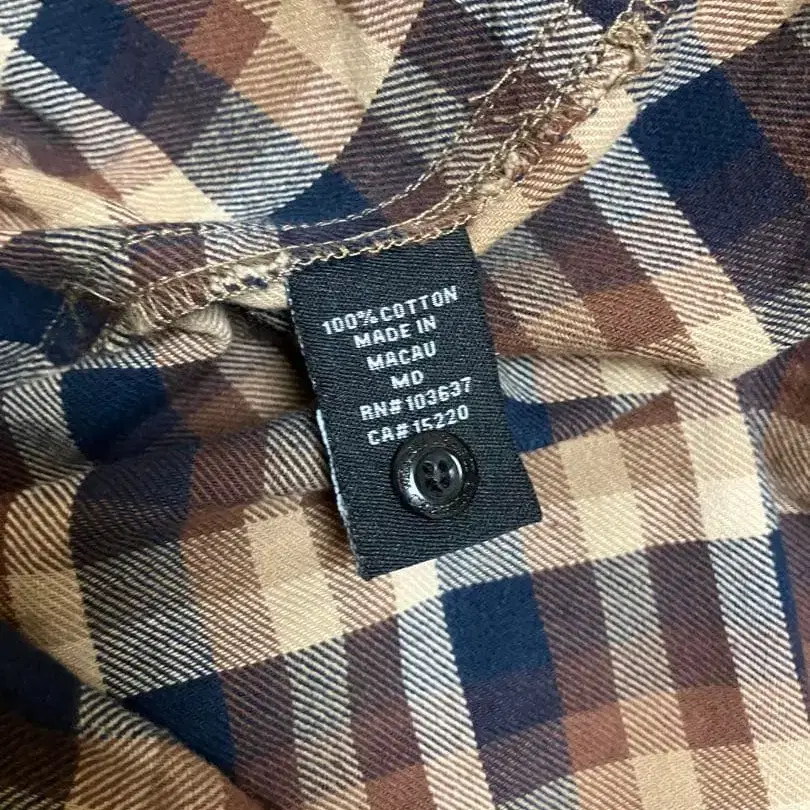 100% COTTON
MADE IN
MACAU
MD
RN# 103637
CA# 15220